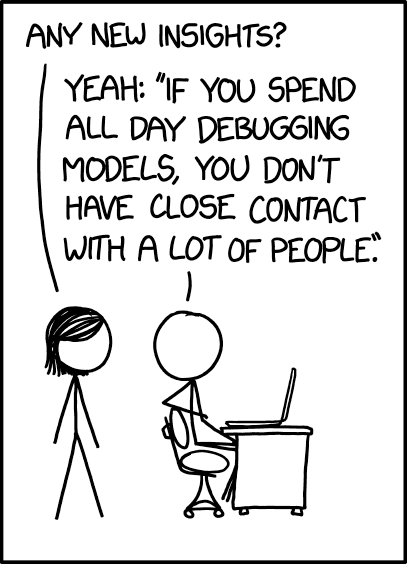 ANY NEW INSIGHTS?
YEAH: "IF YOU SPEND
ALL DAY DEBUGGING
MODELS, YOU DON'T
HAVE CLOSE CONTACT
WITH A LOT OF PEOPLE."